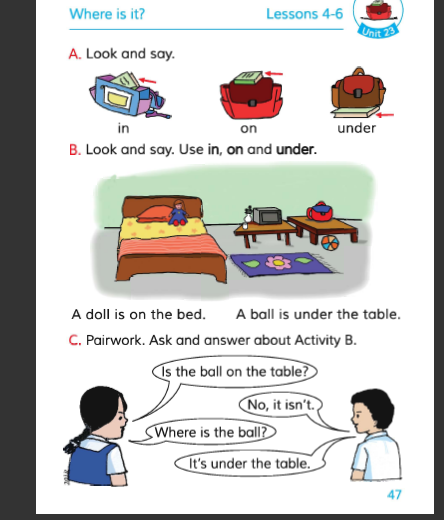 Where is it?
Lessons 4-6
Unit 23
A. Look and say.
in
on
under
B. Look and say. Use in, on and under.
A doll is on the bed.
A ball is under the table.
C. Pairwork. Ask and answer about Activity B.
Is the ball on the table?
No, it isn't.
Where is the ball?
It's under the table.
47